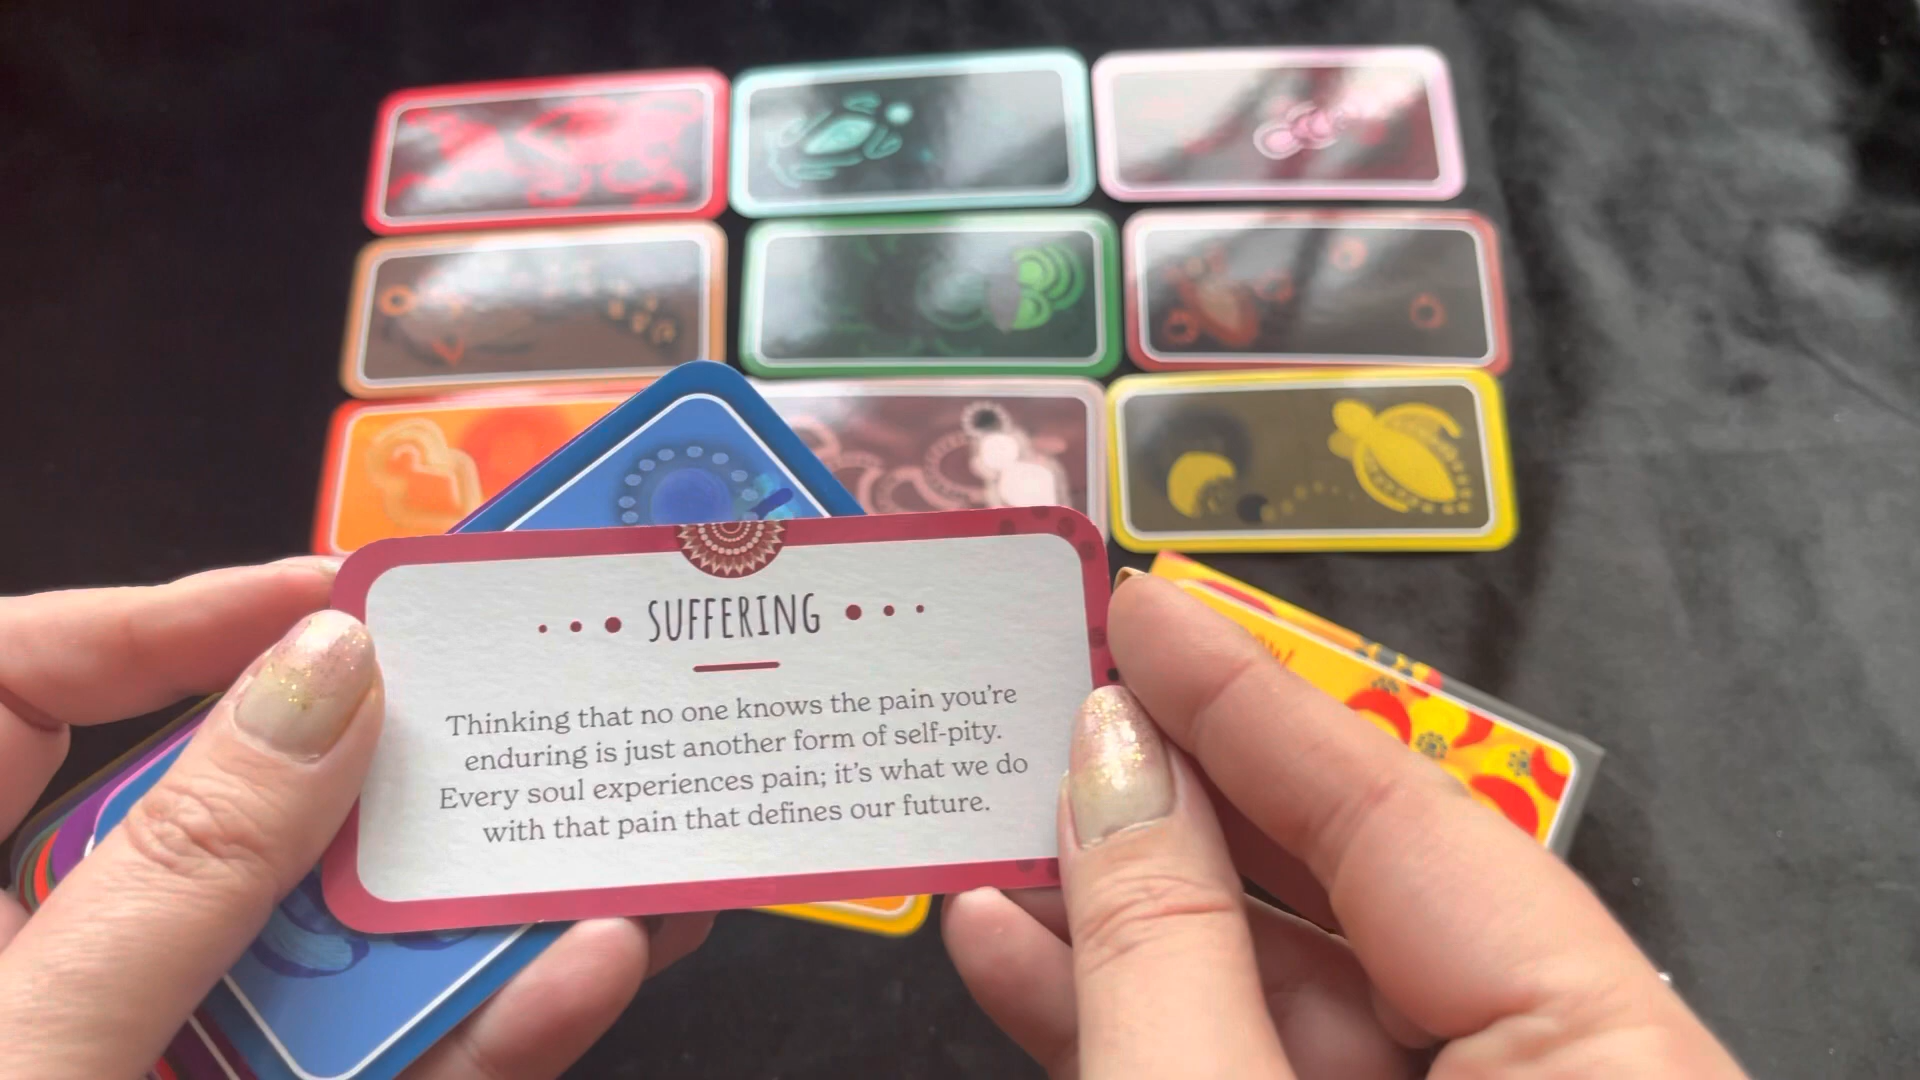 SUFFERING
Thinking that no one knows the pain you're
enduring is just another form of self-pity.
Every soul experiences pain; it's what we do
with that pain that defines our future.